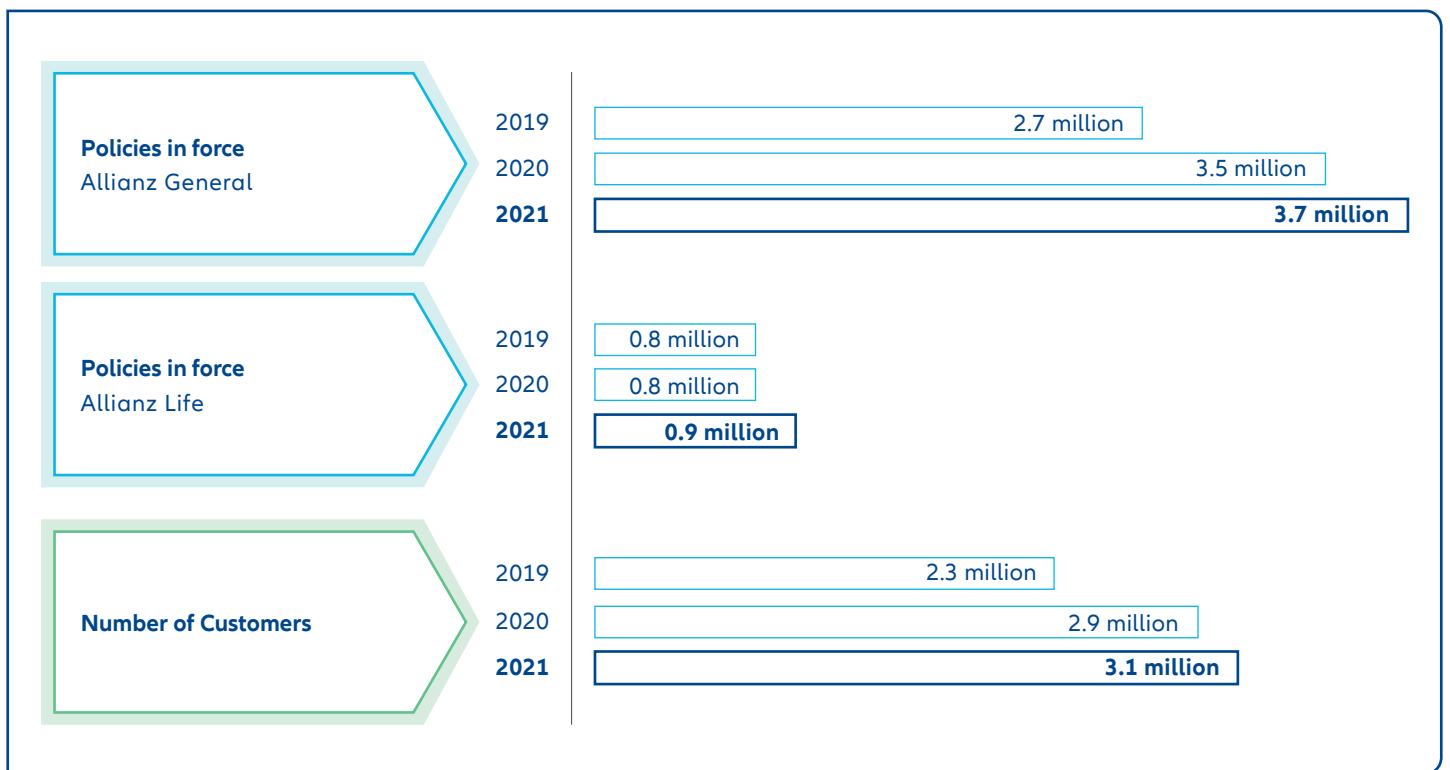 Policies in force
Allianz General
2019
2.7 million
2020
3.5 million
2021
3.7 million
Policies in force
Allianz Life
2019
0.8 million
2020
0.8 million
2021
0.9 million
Number of Customers
2019
2.3 million
2020
2.9 million
2021
3.1 million